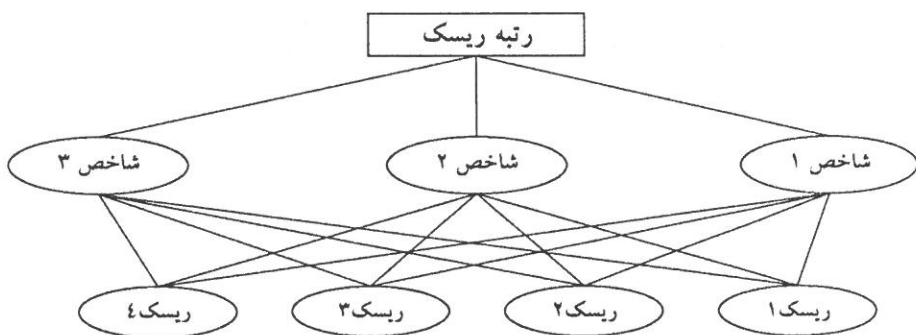 رتبه ریسک
شاخص ۱
شاخص ۲
شاخص ۳
ریسک۱
ریسک۲
ریسک۳
ریسک٤